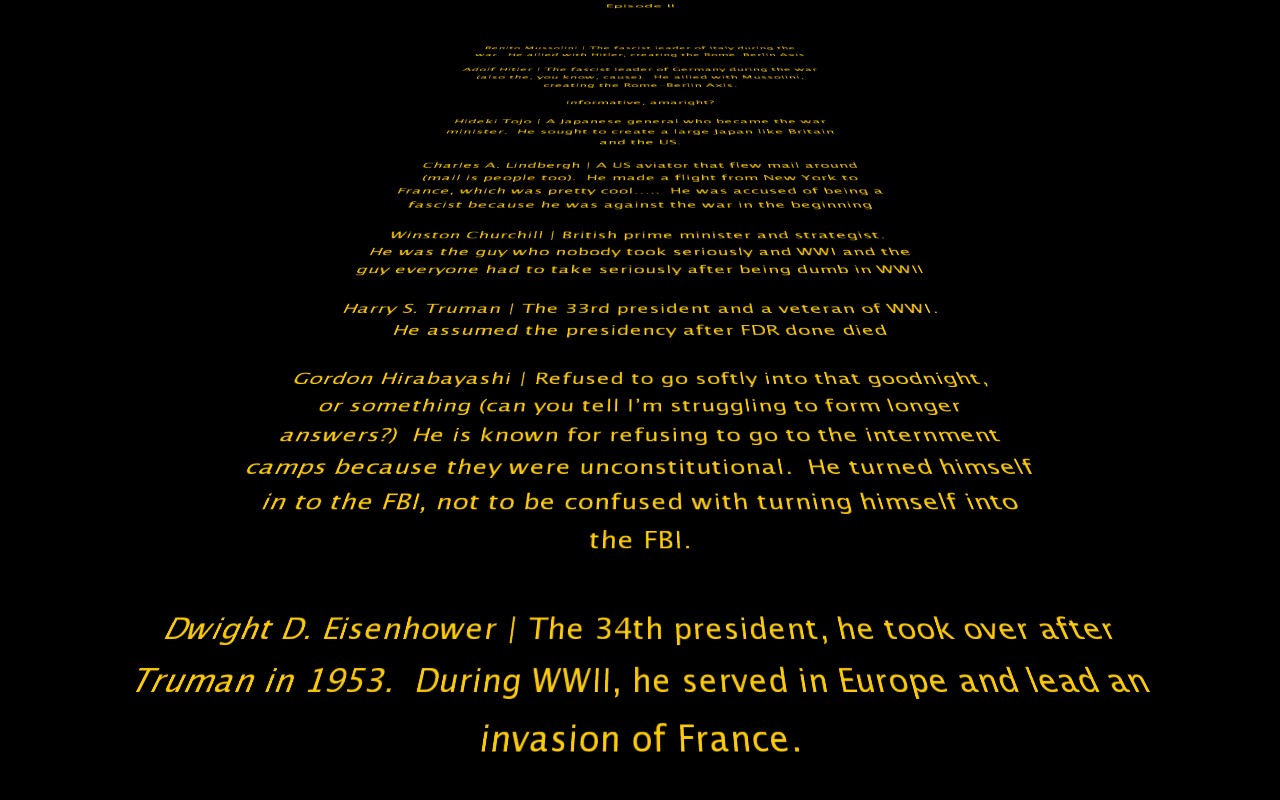 Episode II
Benito Mussolini | The fascist leader of Italy during the
war.  He allied with Hitler, creating the Rome-Berlin Axis
Adolf Hitler | The fascist leader of Germany during the war
(also the, you know, cause).  He allied with Mussolini,
creating the Rome-Berlin Axis.
informative, amaright?
Hideki Tojo | A Japanese general who became the war
minister.  He sought to create a large Japan like Britain
and the US.
Charles A. Lindbergh | A US aviator that flew mail around
(mail is people too).  He made a flight from New York to
France, which was pretty cool.....  He was accused of being a
fascist because he was against the war in the beginning
Winston Churchill | British prime minister and strategist.
He was the guy who nobody took seriously and WWI and the
guy everyone had to take seriously after being dumb in WWII
Harry S. Truman | The 33rd president and a veteran of WWI.
He assumed the presidency after FDR done died
Gordon Hirabayashi | Refused to go softly into that goodnight,
or something (can you tell I'm struggling to form longer
answers?)  He is known for refusing to go to the internment
camps because they were unconstitutional.  He turned himself
in to the FBI, not to be confused with turning himself into
the FBI.
Dwight D. Eisenhower | The 34th president, he took over after
Truman in 1953.  During WWII, he served in Europe and lead an
invasion of France.